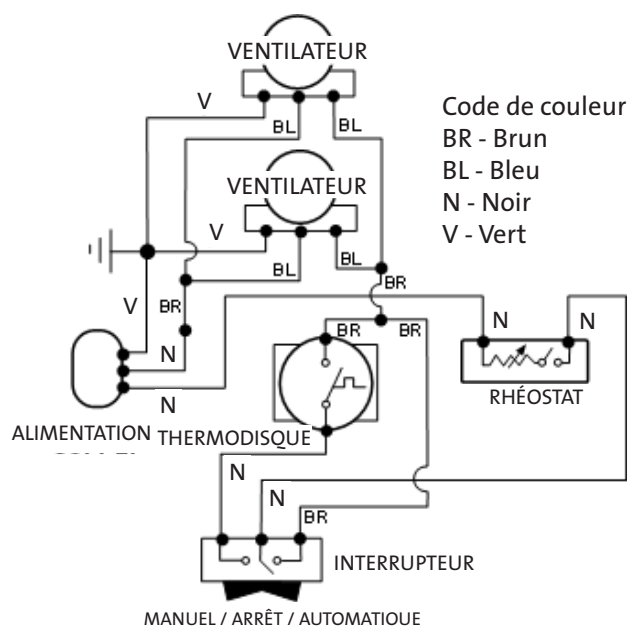 VENTILATEUR
V
BL
BL
Code de couleur
BR - Brun
BL - Bleu
N - Noir
V - Vert
VENTILATEUR
V
BL
BL
BR
V
BR
N
N
BR
BR
N
N
RHÉOSTAT
ALIMENTATION
THERMODISQUE
N
N
BR
INTERRUPTEUR
MANUEL / ARRÊT / AUTOMATIQUE